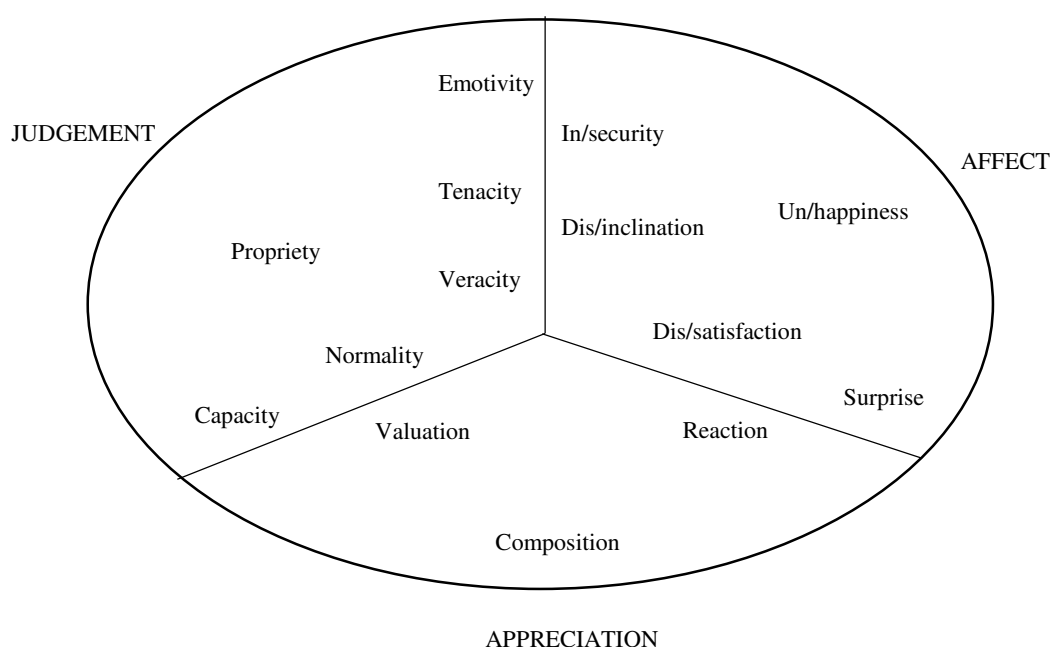 Emotivity
JUDGEMENT
In/security
AFFECT
Tenacity
Un/happiness
Dis/inclination
Propriety
Veracity
Dis/satisfaction
Normality
Surprise
Capacity
Valuation
Reaction
Composition
APPRECIATION